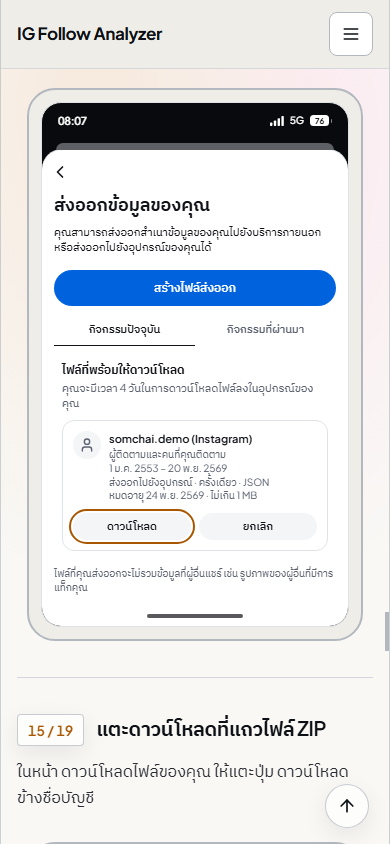 IG Follow Analyzer
08:07
5G
76
ส่งออกข้อมูลของคุณ
คุณสามารถส่งออกสำเนาข้อมูลของคุณไปยังบริการภายนอก
หรือส่งออกไปยังอุปกรณ์ของคุณได้
สร้างไฟล์ส่งออก
กิจกรรมปัจจุบัน
กิจกรรมที่ผ่านมา
ไฟล์ที่พร้อมให้ดาวน์โหลด
คุณจะมีเวลา 4 วันในการดาวน์โหลดไฟล์ลงในอุปกรณ์ของ
คุณ
somchai.demo (Instagram)
ผู้ติดตามและคนที่คุณติดตาม
1 ม.ค. 2553 – 20 พ.ย. 2569
ส่งออกไปยังอุปกรณ์ · ครั้งเดียว · JSON
หมดอายุ 24 พ.ย. 2569 · ไม่เกิน 1 MB
ดาวน์โหลด
ยกเลิก
ไฟล์ที่คุณส่งออกจะไม่รวมข้อมูลที่ผู้อื่นแชร์ เช่น รูปภาพของผู้อื่นที่มีการ
แท็กคุณ
15 / 19
แตะดาวน์โหลดที่แถวไฟล์ ZIP
ในหน้า ดาวน์โหลดไฟล์ของคุณ ให้แตะปุ่ม ดาวน์โหลด
ข้างชื่อบัญชี